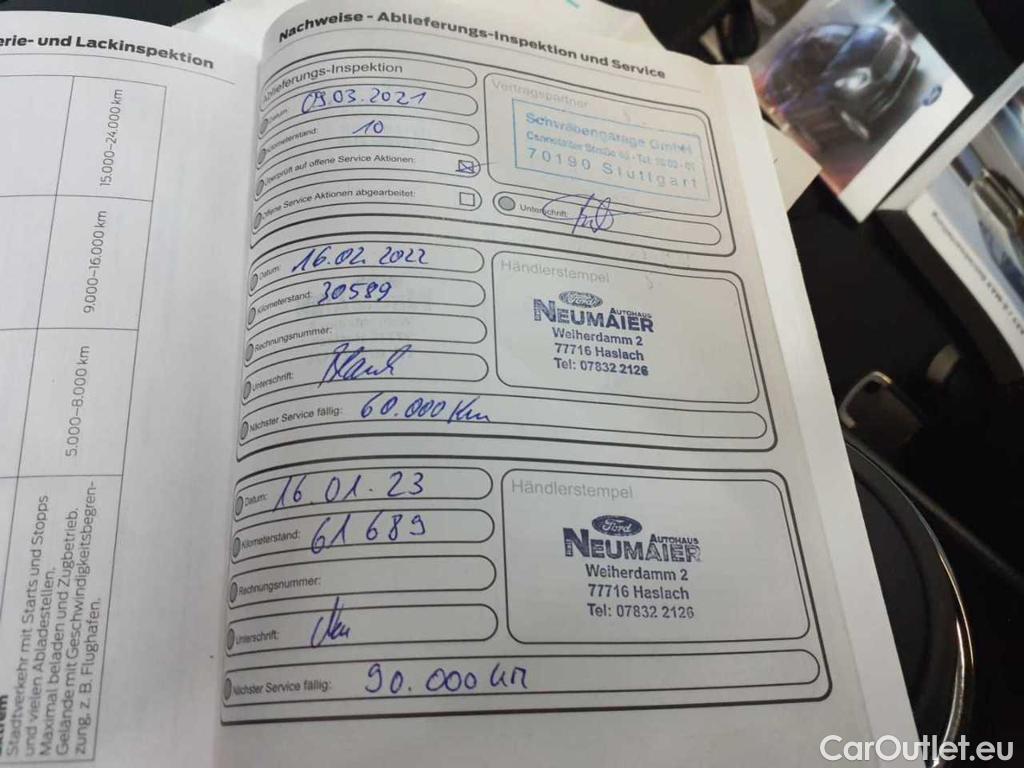 erie- und Lackinspektion
15.000–24.000 km
9.000–16.000 km
5.000–8.000 km
Stadtverkehr mit Starts und Stopps
und vielen Abladestellen.
Maximal beladen und Zugbetrieb.
Gelände mit Geschwindigkeitsbegren-
zung, z. B. Flughafen.
Nachweise - Ablieferungs-Inspektion und Service
Ablieferungs-Inspektion
Datum: 09.03.2021
Kilometerstand: 10
Überprüft auf offene Service Aktionen:
offene Service Aktionen abgearbeitet:
Vertragspartner
Schwabengarage GmbH
70190 Stuttgart
Unterschrift:
Datum: 16.02.2022
Kilometerstand: 30589
Rechnungsnummer:
Unterschrift:
Nächster Service fällig: 60.000 Km
Händlerstempel
Ford
AUTOHAUS
NEUMAIER
Weiherdamm 2
77716 Haslach
Tel: 07832 2126
Datum: 16.01.23
Kilometerstand: 61689
Rechnungsnummer:
Unterschrift:
Nächster Service fällig: 90.000 Km
Händlerstempel
Ford
AUTOHAUS
NEUMAIER
Weiherdamm 2
77716 Haslach
Tel: 07832 2126
CarOutlet.eu